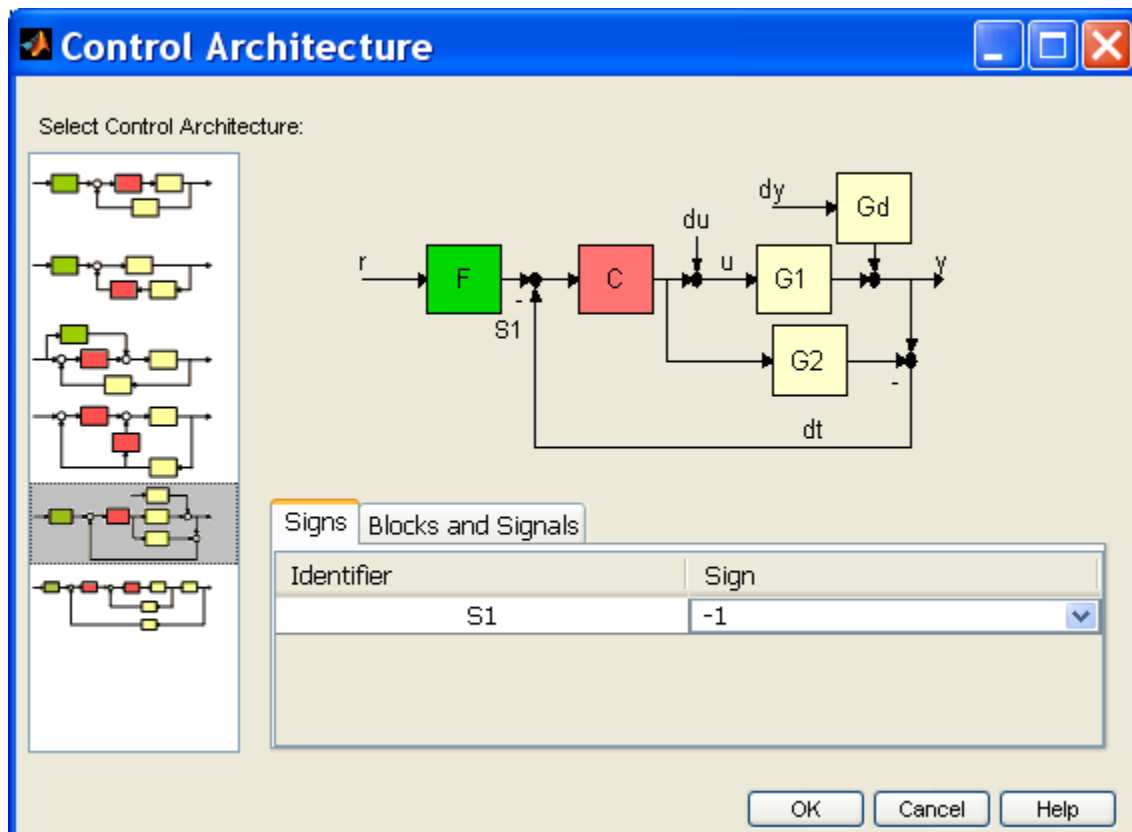 Control Architecture
Select Control Architecture:
dy
Gd
du
r
F
C
u
G1
y
-
S1
G2
-
dt
Signs
Blocks and Signals
Identifier
Sign
S1
-1
OK
Cancel
Help